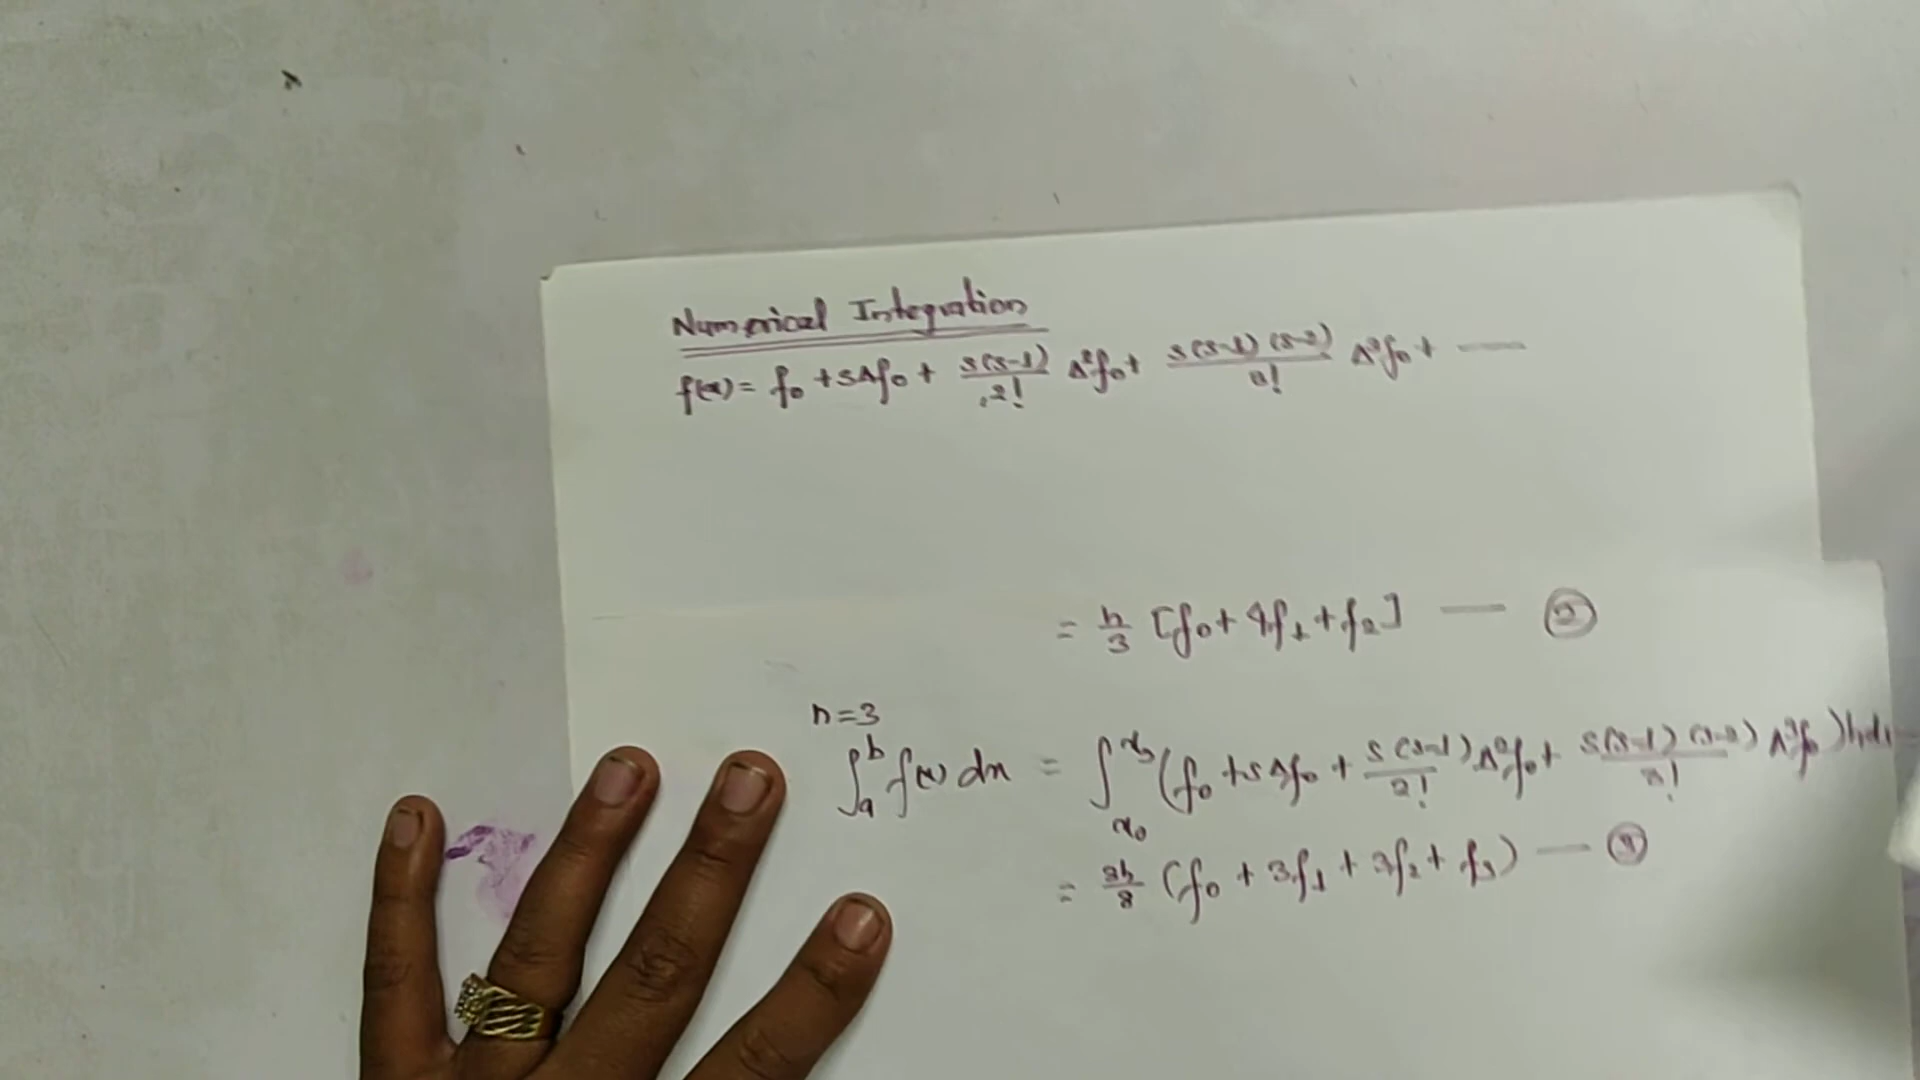 Numerical Integration
f(x) = f₀ + sΔf₀ + s(s-1)/2! Δ²f₀ + s(s-1)(s-2)/3! Δ³f₀ + —
= h/3 [f₀ + 4f₁ + f₂] — ②
n=3
∫ₐᵇ f(x) dx = ∫ₓ₀ˣ³ (f₀ + sΔf₀ + s(s-1)/2! Δ²f₀ + s(s-1)(s-2)/3! Δ³f₀) hds
= 3h/8 (f₀ + 3f₁ + 3f₂ + f₃) — ③